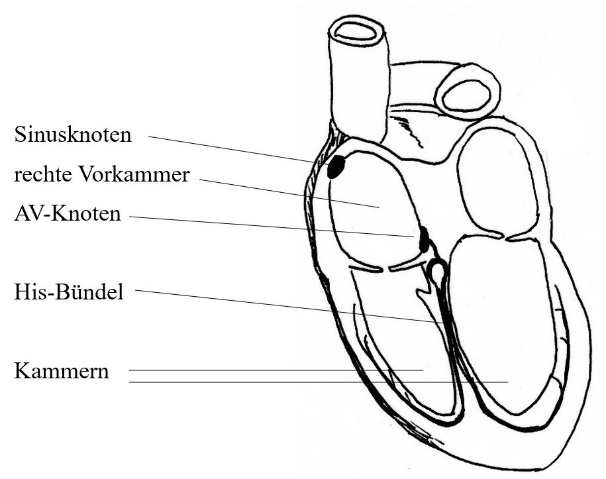 Sinusknoten
rechte Vorkammer
AV-Knoten
His-Bündel
Kammern